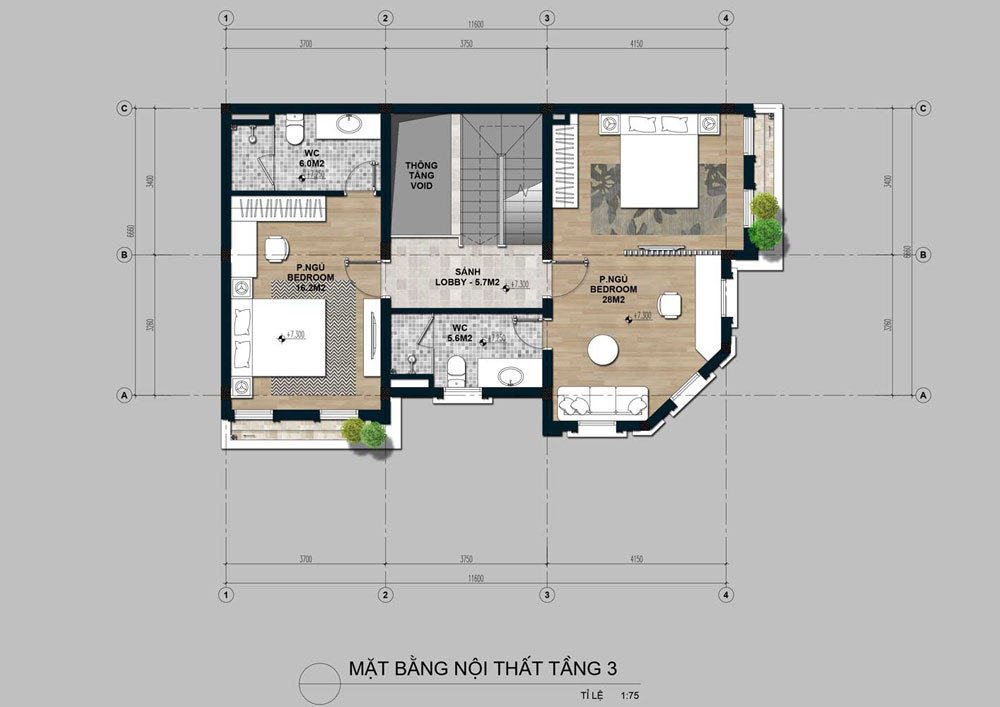 1 2 3 4
11600
3700 3750 4150
C C
3400 3400
6660 6660
B B
3260 3260
A A
WC
6.0M2
+7.250
THÔNG
TẦNG
VOID
P.NGỦ
BEDROOM
16.2M2
+7.300
SẢNH
LOBBY - 5.7M2
+7.300
WC
5.6M2
P.NGỦ
BEDROOM
28M2
+7.300
3700 3750 4150
11600
1 2 3 4
MẶT BẰNG NỘI THẤT TẦNG 3
TỈ LỆ 1:75